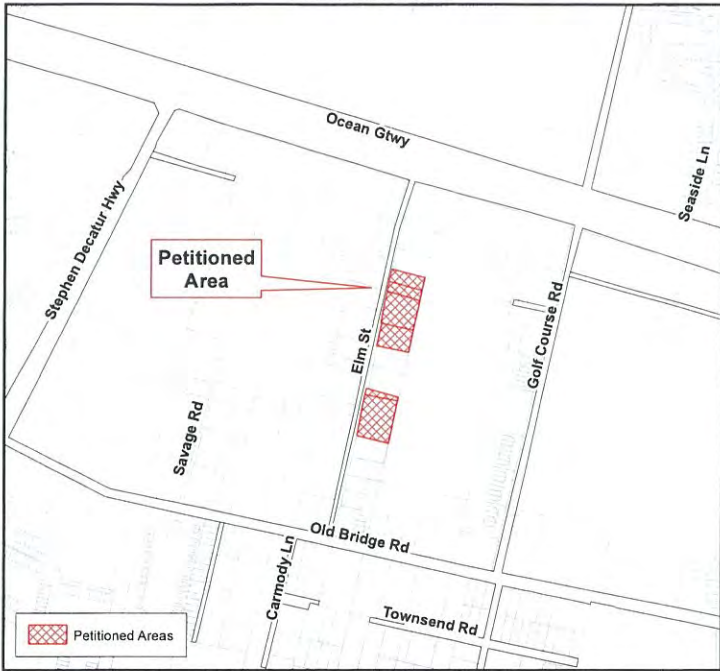 Ocean Gtwy
Seaside Ln
Stephen Decatur Hwy
Petitioned
Area
Elm St
Golf Course Rd
Savage Rd
Old Bridge Rd
Carmody Ln
Townsend Rd
Petitioned Areas